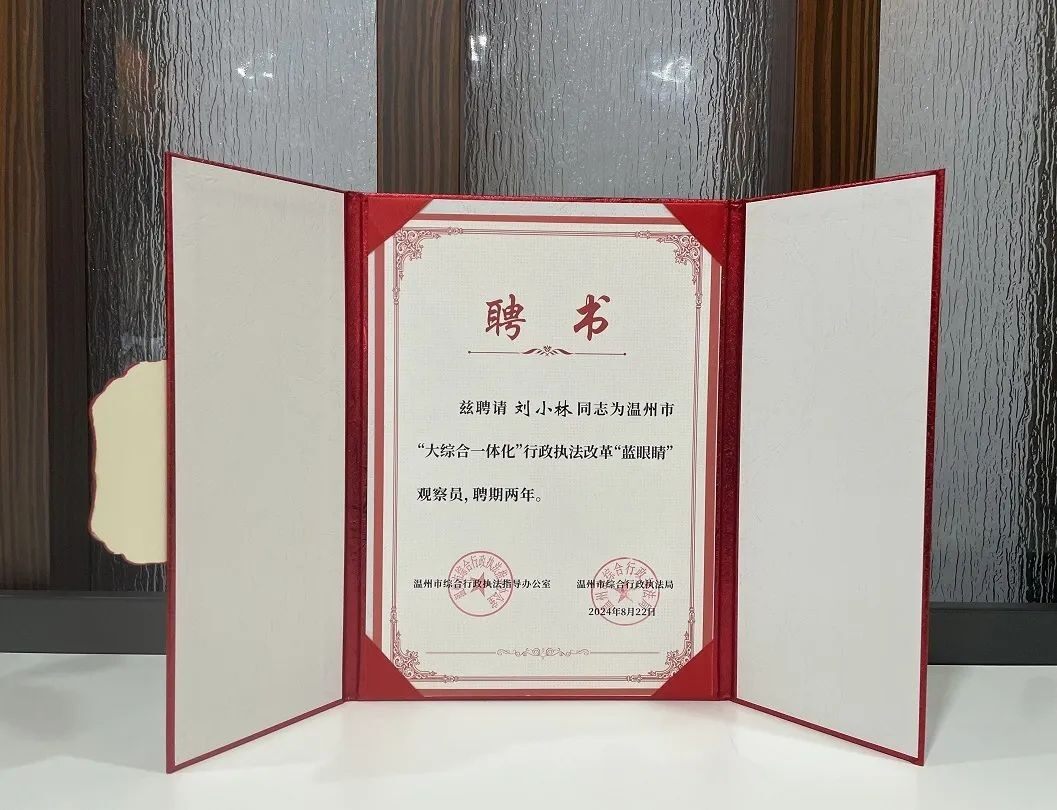 聘 书
兹聘请 刘小林 同志为温州市
“大综合一体化”行政执法改革“蓝眼睛”
观察员,聘期两年。
温州市综合行政执法指导办公室 温州市综合行政执法局
2024年8月22日